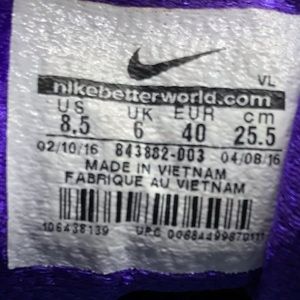 VL
nikebetterworld.com
US UK EUR cm
8.5 6 40 25.5
02/10/16 843882-003 04/08/16
MADE IN VIETNAM
FABRIQUE AU VIETNAM
106438139 UPC